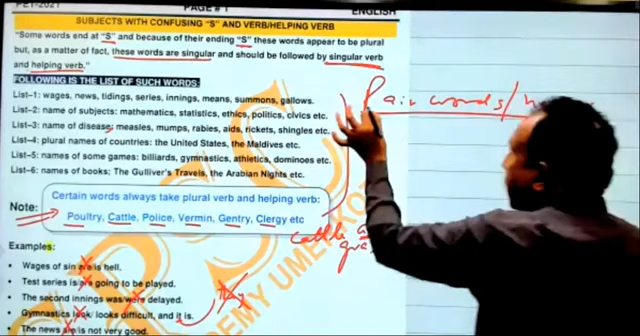 PET-2021 PAGE # 1 ENGLISH
SUBJECTS WITH CONFUSING "S" AND VERB/HELPING VERB
"Some words end at "S" and because of their ending "S" these words appear to be plural
but, as a matter of fact, these words are singular and should be followed by singular verb
and helping verb."
FOLLOWING IS THE LIST OF SUCH WORDS:
List–1: wages, news, tidings, series, innings, means, summons, gallows.
List–2: name of subjects: mathematics, statistics, ethics, politics, civics etc.
List–3: name of disease: measles, mumps, rabies, aids, rickets, shingles etc.
List–4: plural names of countries: the United States, the Maldives etc.
List–5: names of some games: billiards, gymnastics, athletics, dominoes etc.
List–6: names of books; The Gulliver's Travels, the Arabian Nights etc.
Pair words/
Note: Certain words always take plural verb and helping verb:
Poultry, Cattle, Police, Vermin, Gentry, Clergy etc
cattle
Examples:
• Wages of sin are is hell.
• Test series is/are going to be played.
• The second innings was/were delayed.
• Gymnastics look/ looks difficult, and it is.
• The news are is not very good.